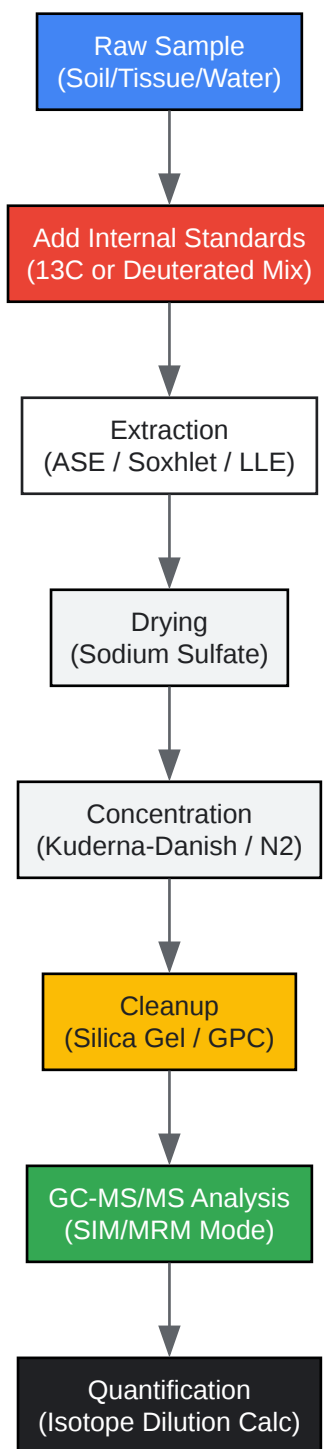 Raw Sample
(Soil/Tissue/Water)
Add Internal Standards
(13C or Deuterated Mix)
Extraction
(ASE / Soxhlet / LLE)
Drying
(Sodium Sulfate)
Concentration
(Kuderna-Danish / N2)
Cleanup
(Silica Gel / GPC)
GC-MS/MS Analysis
(SIM/MRM Mode)
Quantification
(Isotope Dilution Calc)